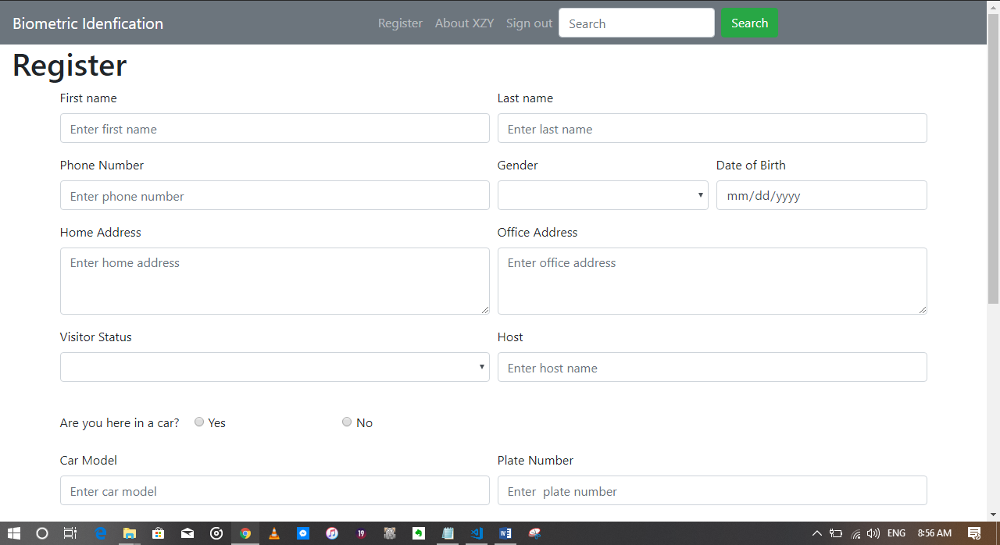 Biometric Idenfication Register About XZY Sign out Search Search
Register
First name Last name
Enter first name Enter last name
Phone Number Gender Date of Birth
Enter phone number mm/dd/yyyy
Home Address Office Address
Enter home address Enter office address
Visitor Status Host
Enter host name
Are you here in a car? Yes No
Car Model Plate Number
Enter car model Enter plate number
19 ENG 8:56 AM